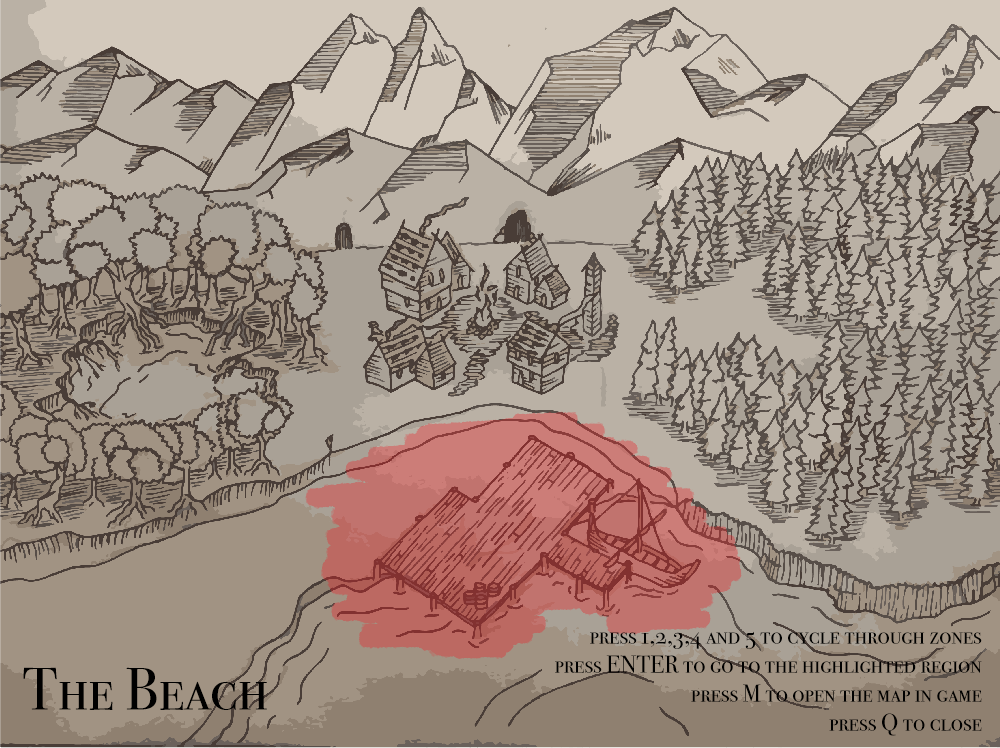 press 1,2,3,4 and 5 to cycle through zones
press ENTER to go to the highlighted region
The Beach
press M to open the map in game
press Q to close